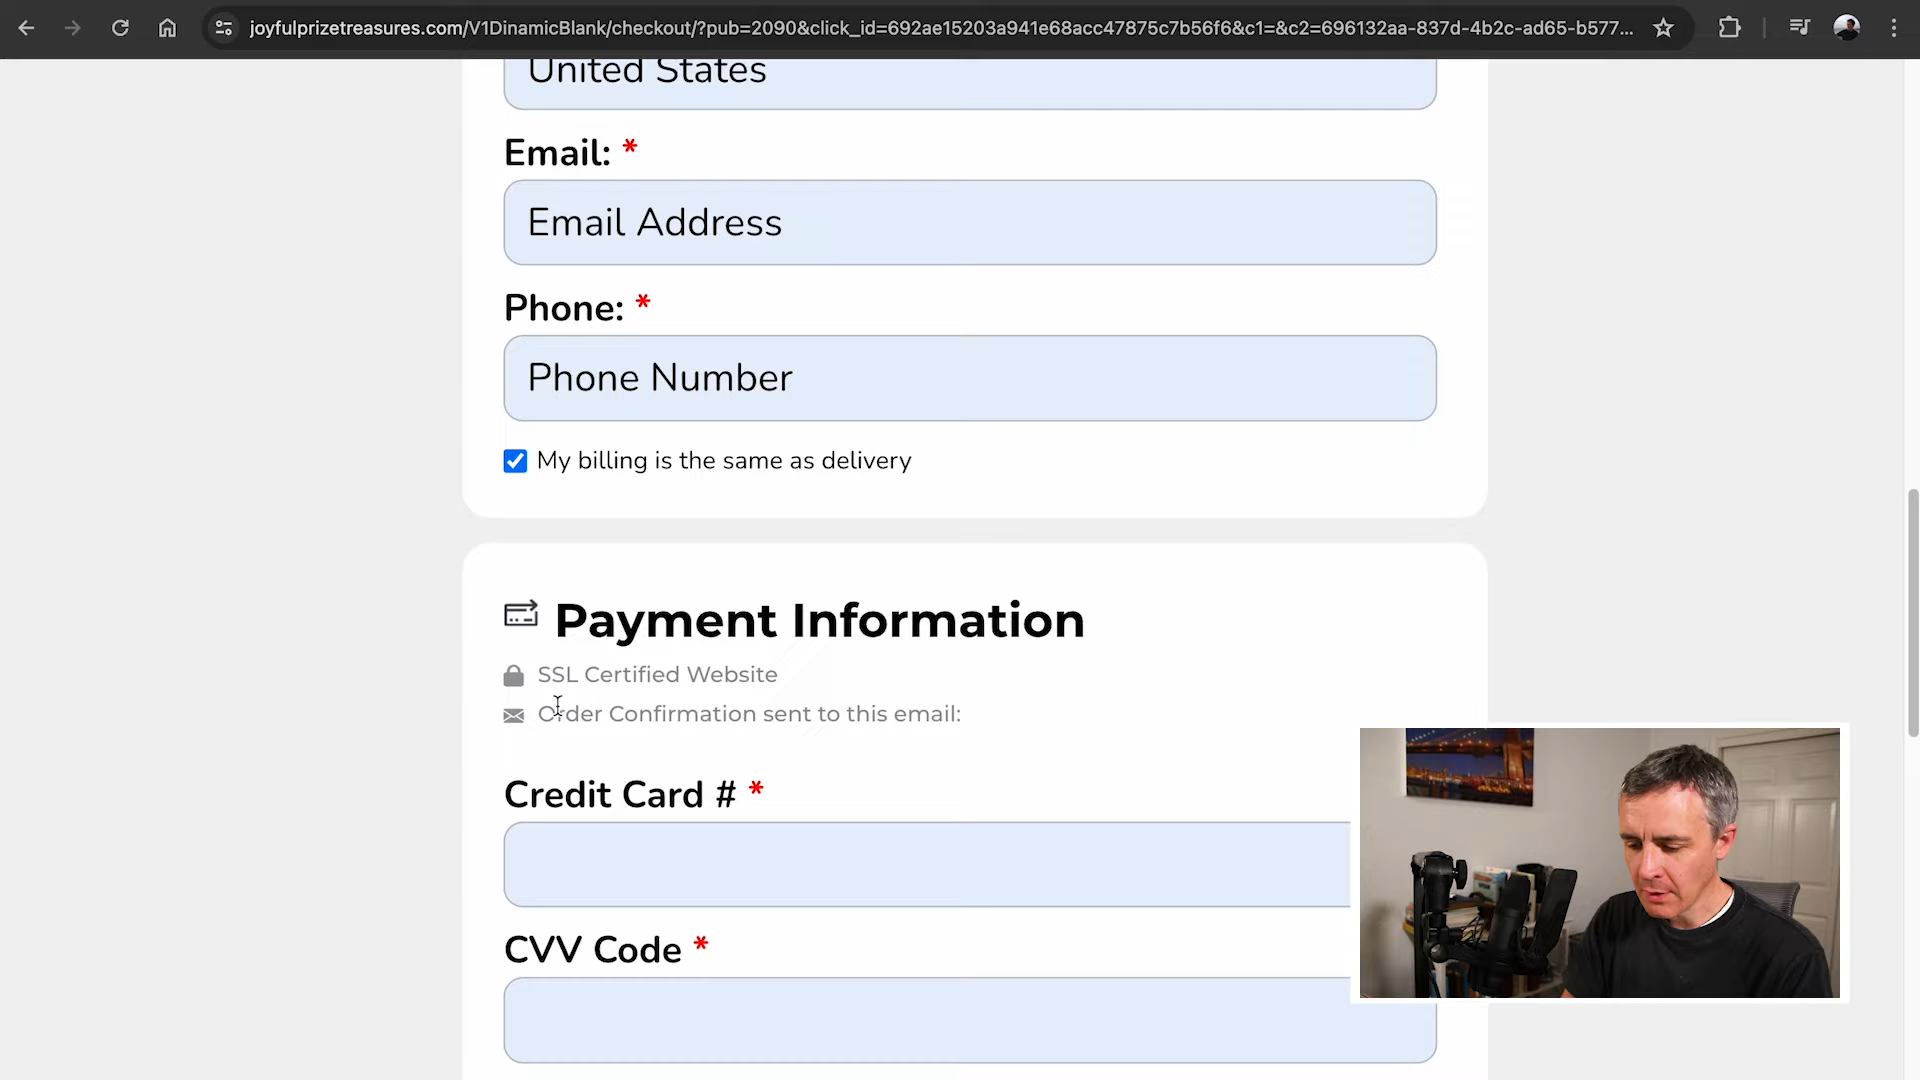 joyfulprizetreasures.com/V1DinamicBlank/checkout/?pub=2090&click_id=692ae15203a941e68acc47875c7b56f6&c1=&c2=696132aa-837d-4b2c-ad65-b577...
United States
Email: *
Email Address
Phone: *
Phone Number
My billing is the same as delivery
Payment Information
SSL Certified Website
Order Confirmation sent to this email:
Credit Card # *
CVV Code *